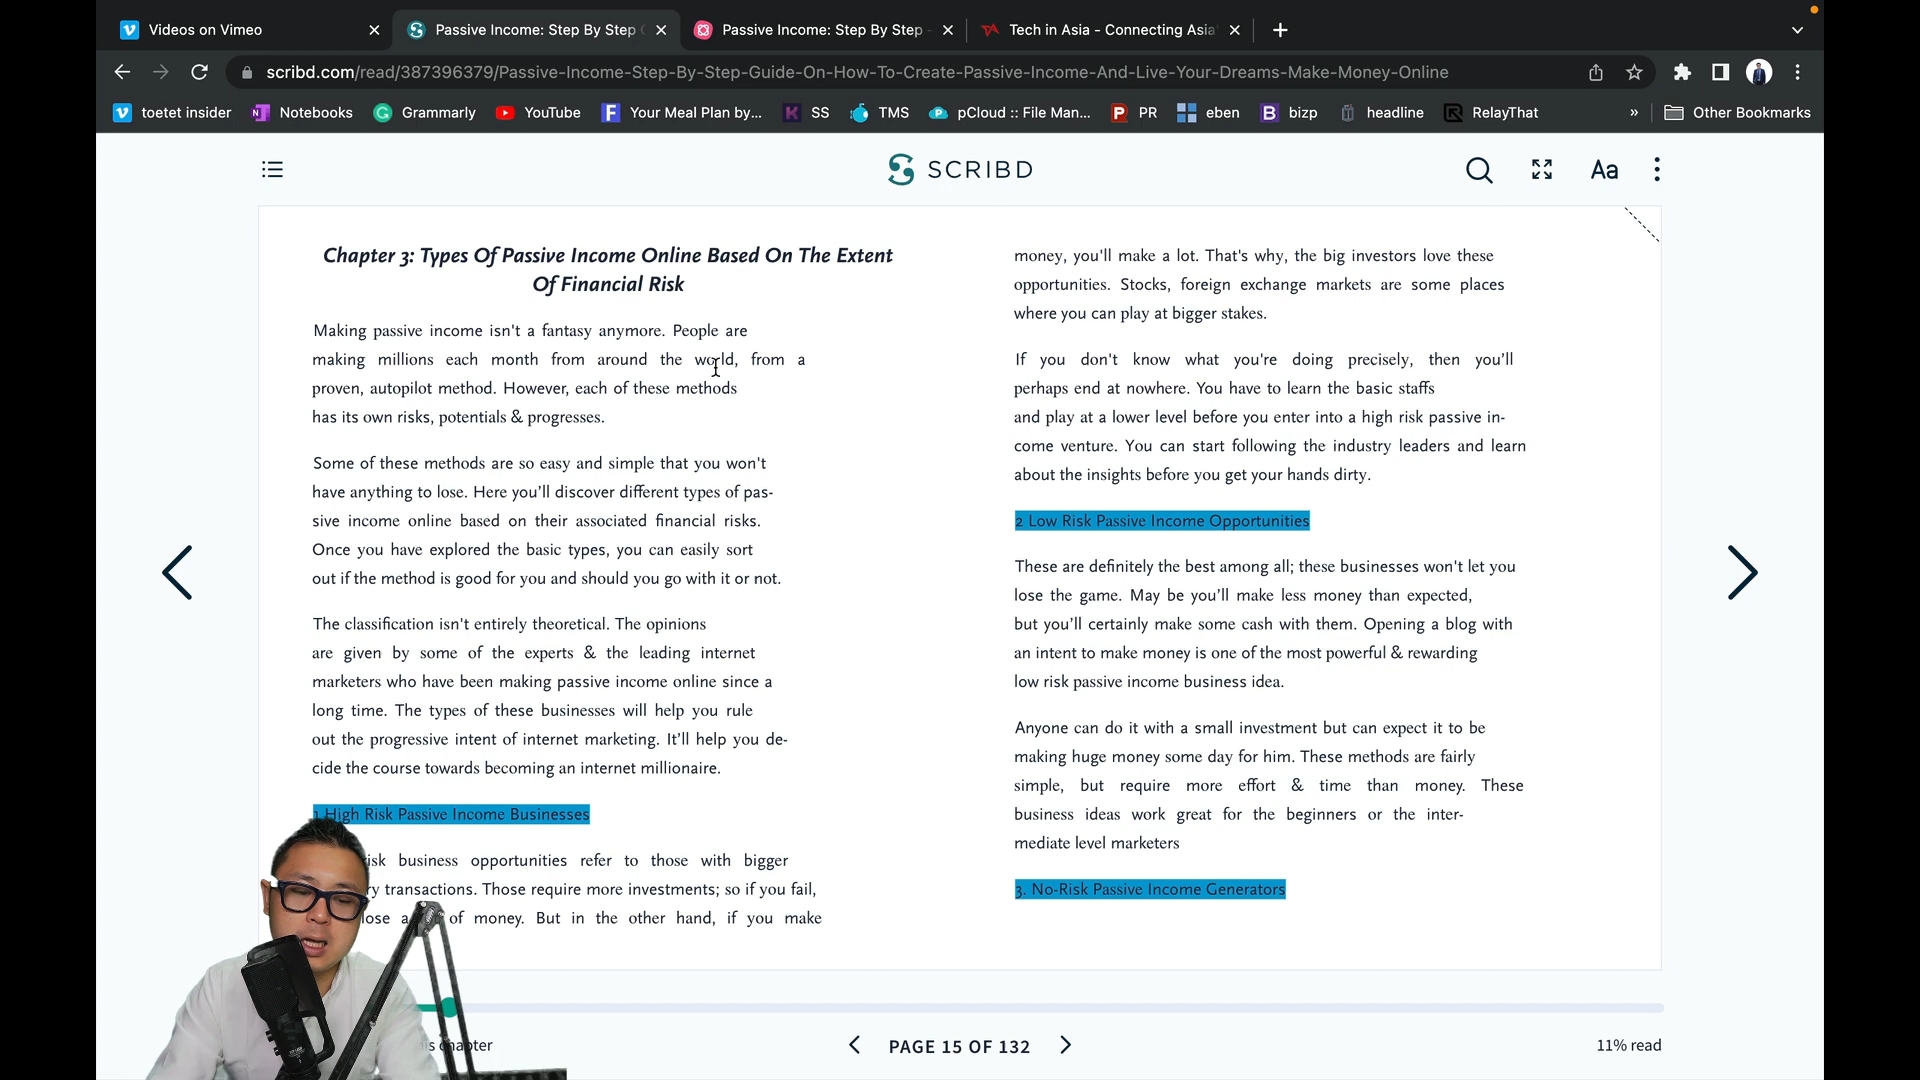 Videos on Vimeo
Passive Income: Step By Step
Passive Income: Step By Step
Tech in Asia - Connecting Asia'
scribd.com/read/387396379/Passive-Income-Step-By-Step-Guide-On-How-To-Create-Passive-Income-And-Live-Your-Dreams-Make-Money-Online
toetet insider
Notebooks
Grammarly
YouTube
Your Meal Plan by...
SS
TMS
pCloud :: File Man...
PR
eben
bizp
headline
RelayThat
»
Other Bookmarks
SCRIBD
Aa
Chapter 3: Types Of Passive Income Online Based On The Extent
Of Financial Risk
Making passive income isn't a fantasy anymore. People are
making millions each month from around the world, from a
proven, autopilot method. However, each of these methods
has its own risks, potentials & progresses.
Some of these methods are so easy and simple that you won't
have anything to lose. Here you’ll discover different types of pas-
sive income online based on their associated financial risks.
Once you have explored the basic types, you can easily sort
out if the method is good for you and should you go with it or not.
The classification isn't entirely theoretical. The opinions
are given by some of the experts & the leading internet
marketers who have been making passive income online since a
long time. The types of these businesses will help you rule
out the progressive intent of internet marketing. It’ll help you de-
cide the course towards becoming an internet millionaire.
1 High Risk Passive Income Businesses
risk business opportunities refer to those with bigger
ry transactions. Those require more investments; so if you fail,
lose a of money. But in the other hand, if you make
money, you'll make a lot. That's why, the big investors love these
opportunities. Stocks, foreign exchange markets are some places
where you can play at bigger stakes.
If you don't know what you're doing precisely, then you’ll
perhaps end at nowhere. You have to learn the basic staffs
and play at a lower level before you enter into a high risk passive in-
come venture. You can start following the industry leaders and learn
about the insights before you get your hands dirty.
2 Low Risk Passive Income Opportunities
These are definitely the best among all; these businesses won't let you
lose the game. May be you’ll make less money than expected,
but you’ll certainly make some cash with them. Opening a blog with
an intent to make money is one of the most powerful & rewarding
low risk passive income business idea.
Anyone can do it with a small investment but can expect it to be
making huge money some day for him. These methods are fairly
simple, but require more effort & time than money. These
business ideas work great for the beginners or the inter-
mediate level marketers
3. No-Risk Passive Income Generators
chapter
PAGE 15 OF 132
11% read